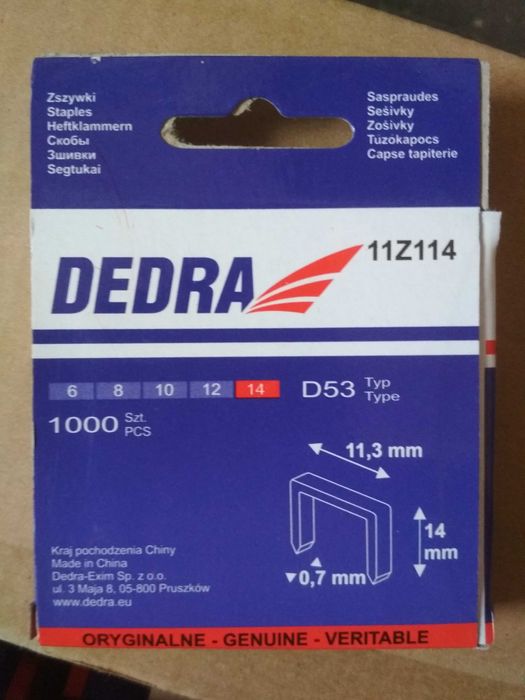 Zszywki
Staples
Heftklammern
Скобы
Зшивки
Segtukai
Saspraudes
Sešivky
Zošivky
Tűzőkapocs
Capse tapiterie
11Z114
DEDRA
6 8 10 12 14
D53 Typ
Type
1000 Szt.
PCS
11,3 mm
14
mm
0,7 mm
Kraj pochodzenia Chiny
Made in China
Dedra-Exim Sp. z o.o.
ul. 3 Maja 8, 05-800 Pruszków
www.dedra.eu
ORYGINALNE - GENUINE - VERITABLE